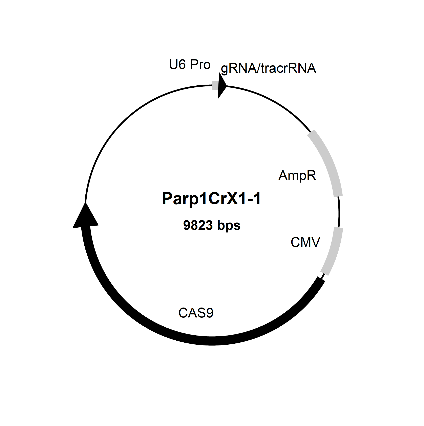 U6 Pro
gRNA/tracrRNA
AmpR
Parp1CrX1-1
9823 bps
CMV
CAS9